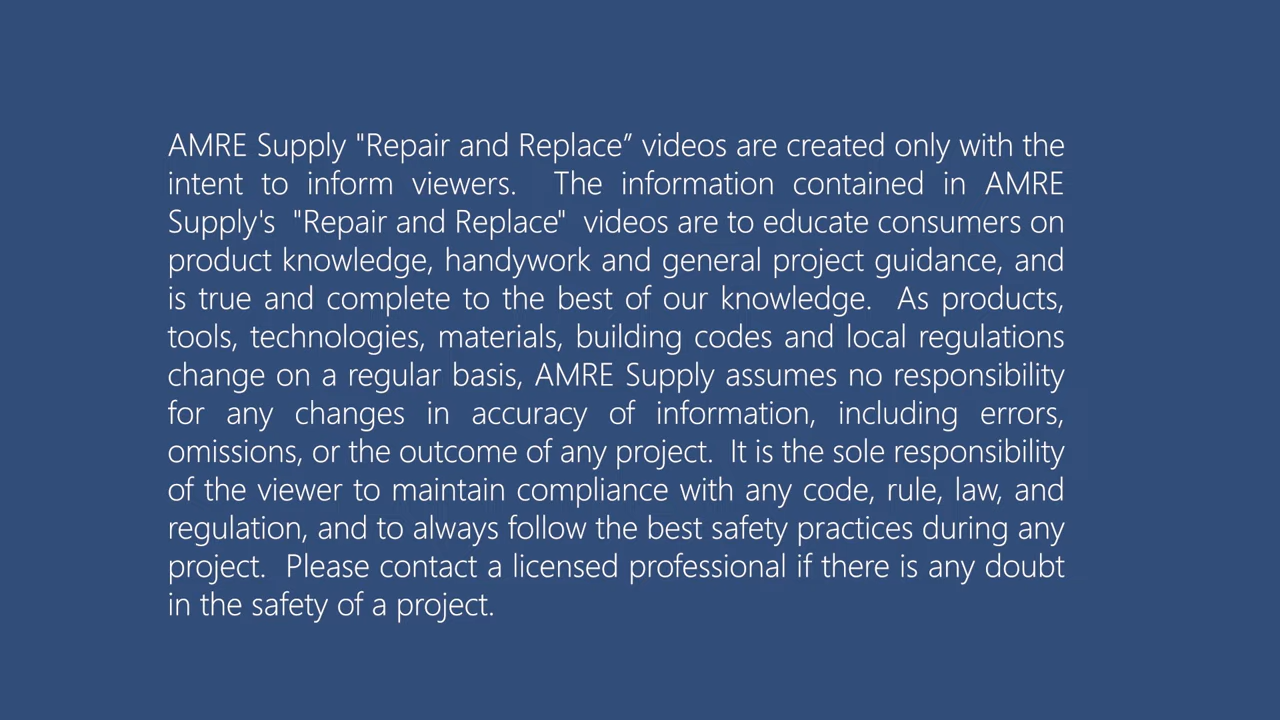 AMRE Supply "Repair and Replace” videos are created only with the
intent to inform viewers.  The information contained in AMRE
Supply's  "Repair and Replace"  videos are to educate consumers on
product knowledge, handywork and general project guidance, and
is true and complete to the best of our knowledge.  As products,
tools, technologies, materials, building codes and local regulations
change on a regular basis, AMRE Supply assumes no responsibility
for any changes in accuracy of information, including errors,
omissions, or the outcome of any project.  It is the sole responsibility
of the viewer to maintain compliance with any code, rule, law, and
regulation, and to always follow the best safety practices during any
project.  Please contact a licensed professional if there is any doubt
in the safety of a project.